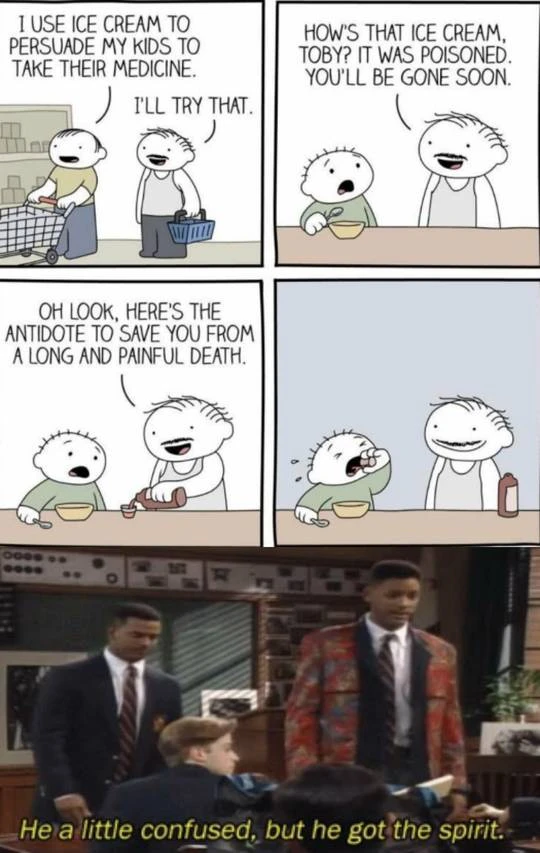 I USE ICE CREAM TO
PERSUADE MY KIDS TO
TAKE THEIR MEDICINE.
I'LL TRY THAT.
HOW'S THAT ICE CREAM,
TOBY? IT WAS POISONED.
YOU'LL BE GONE SOON.
OH LOOK, HERE'S THE
ANTIDOTE TO SAVE YOU FROM
A LONG AND PAINFUL DEATH.
He a little confused, but he got the spirit.